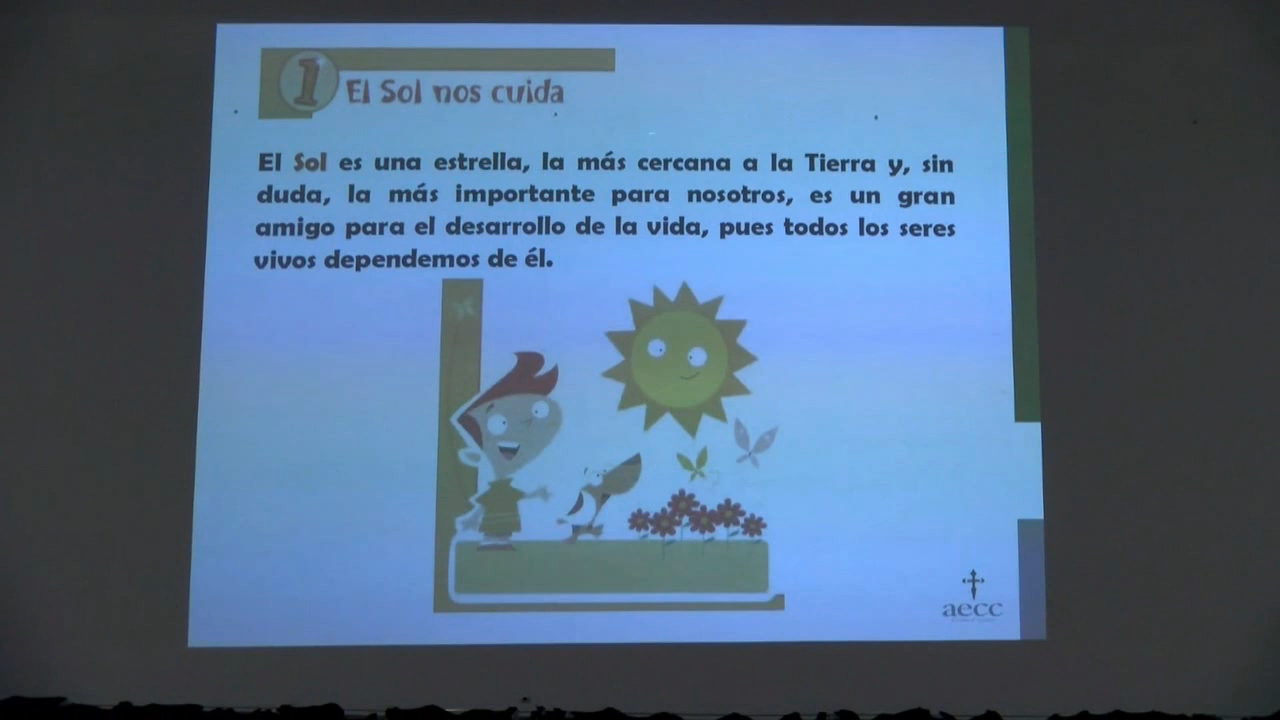 1 El Sol nos cuida
El Sol es una estrella, la más cercana a la Tierra y, sin
duda, la más importante para nosotros, es un gran
amigo para el desarrollo de la vida, pues todos los seres
vivos dependemos de él.
aecc